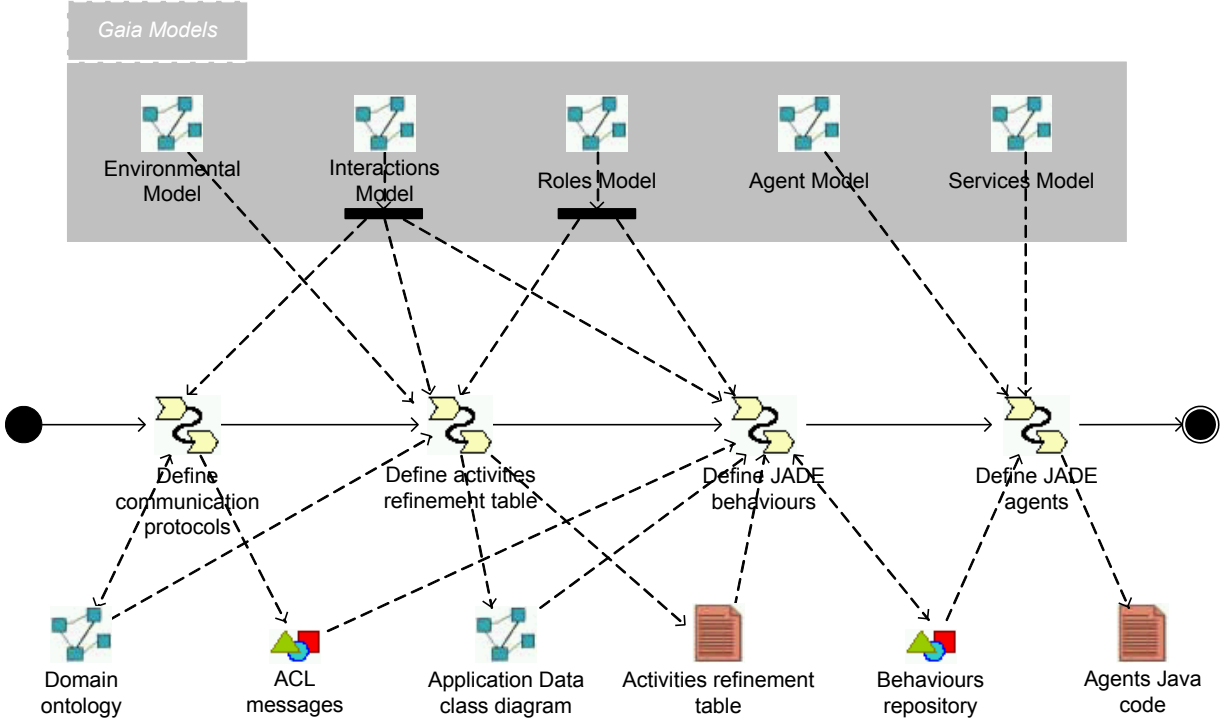 Gaia Models
Environmental
Model
Interactions
Model
Roles Model
Agent Model
Services Model
Define
communication
protocols
Define activities
refinement table
Define JADE
behaviours
Define JADE
agents
Domain
ontology
ACL
messages
Application Data
class diagram
Activities refinement
table
Behaviours
repository
Agents Java
code